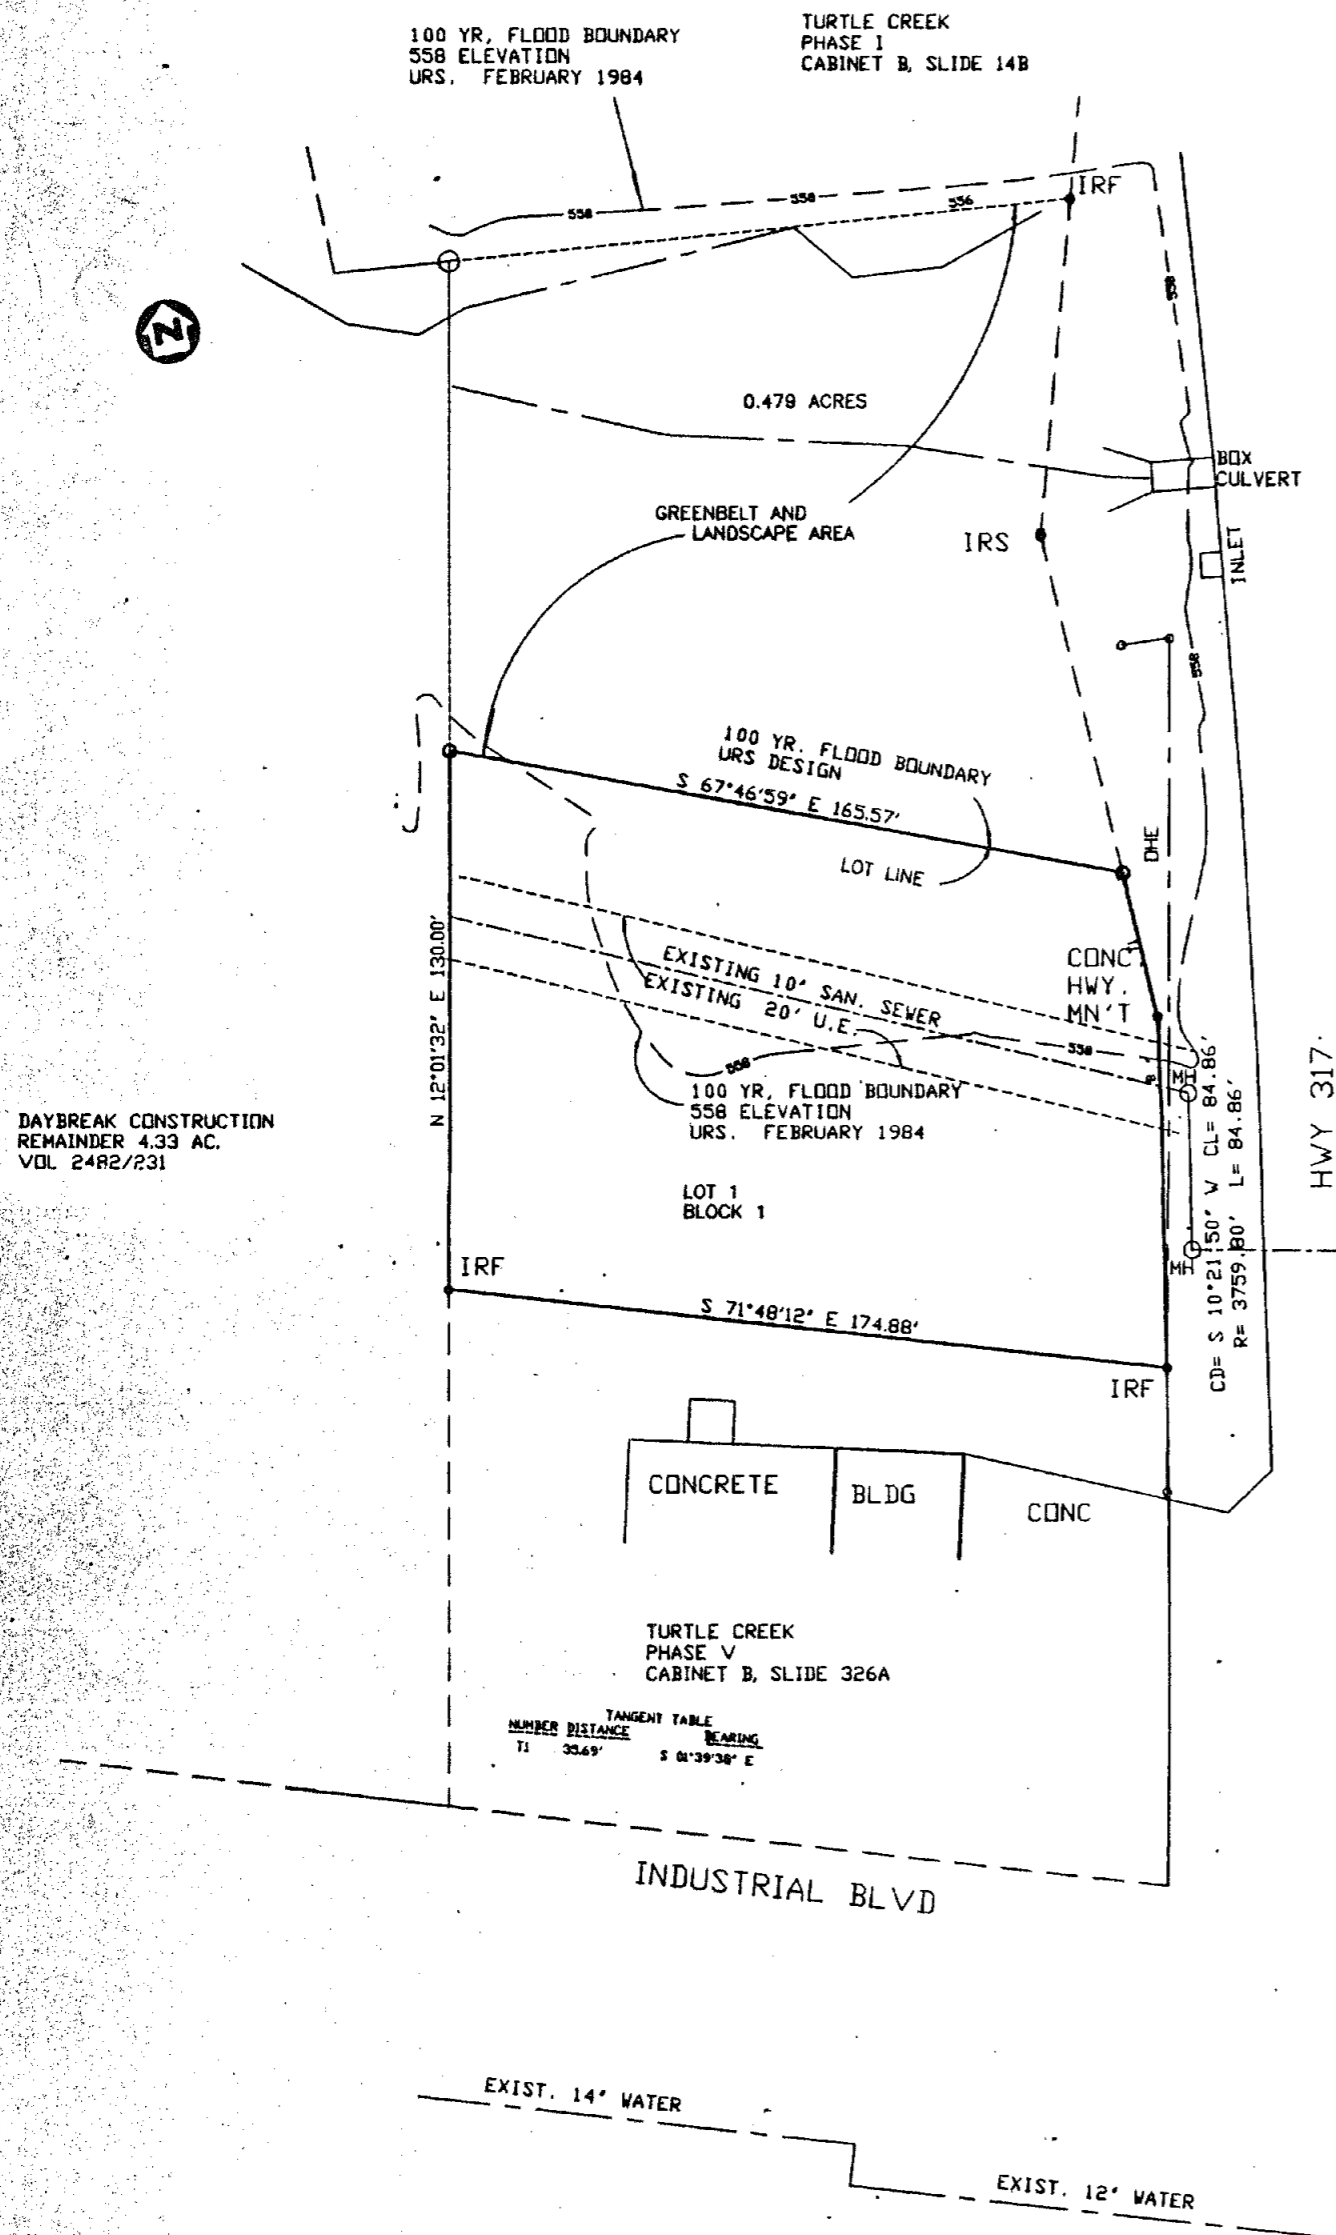 100 YR, FLOOD BOUNDARY
558 ELEVATION
URS. FEBRUARY 1984
TURTLE CREEK
PHASE I
CABINET B, SLIDE 14B
IRF
558
558
556
558
N
0.479 ACRES
BOX
CULVERT
GREENBELT AND
LANDSCAPE AREA
IRS
INLET
558
100 YR. FLOOD BOUNDARY
URS DESIGN
S 67°46'59" E 165.57'
LOT LINE
OHE
N 12°01'32" E 130.00'
EXISTING 10" SAN. SEWER
EXISTING 20' U.E.
CONC
HWY.
MN'T
558
558
MH
100 YR, FLOOD BOUNDARY
558 ELEVATION
URS. FEBRUARY 1984
DAYBREAK CONSTRUCTION
REMAINDER 4.33 AC.
VOL 2482/231
LOT 1
BLOCK 1
HWY 317
CD= S 10°21'50" W CL= 84.86'
R= 3759.80' L= 84.86'
MH
IRF
S 71°48'12" E 174.88'
IRF
CONCRETE
BLDG
CONC
TURTLE CREEK
PHASE V
CABINET B, SLIDE 326A
TANGENT TABLE
NUMBER DISTANCE BEARING
T1 35.69' S 01°39'38" E
INDUSTRIAL BLVD
EXIST. 14" WATER
EXIST. 12" WATER